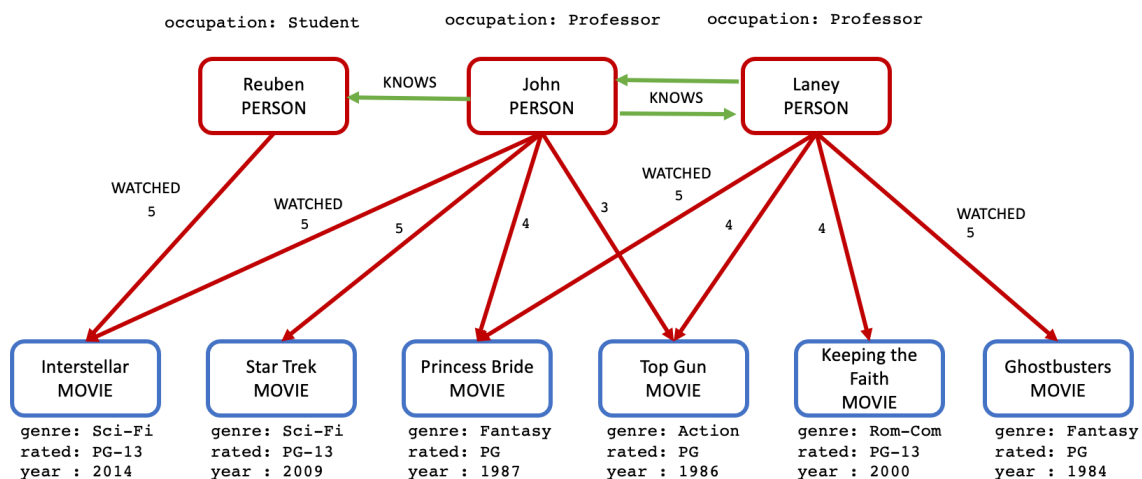 occupation: Student
occupation: Professor
occupation: Professor
Reuben
PERSON
KNOWS
John
PERSON
KNOWS
Laney
PERSON
WATCHED
5
WATCHED
5
5
4
3
WATCHED
5
4
4
WATCHED
5
Interstellar
MOVIE
Star Trek
MOVIE
Princess Bride
MOVIE
Top Gun
MOVIE
Keeping the
Faith
MOVIE
Ghostbusters
MOVIE
genre: Sci-Fi
rated: PG-13
year : 2014
genre: Sci-Fi
rated: PG-13
year : 2009
genre: Fantasy
rated: PG
year : 1987
genre: Action
rated: PG
year : 1986
genre: Rom-Com
rated: PG-13
year : 2000
genre: Fantasy
rated: PG
year : 1984